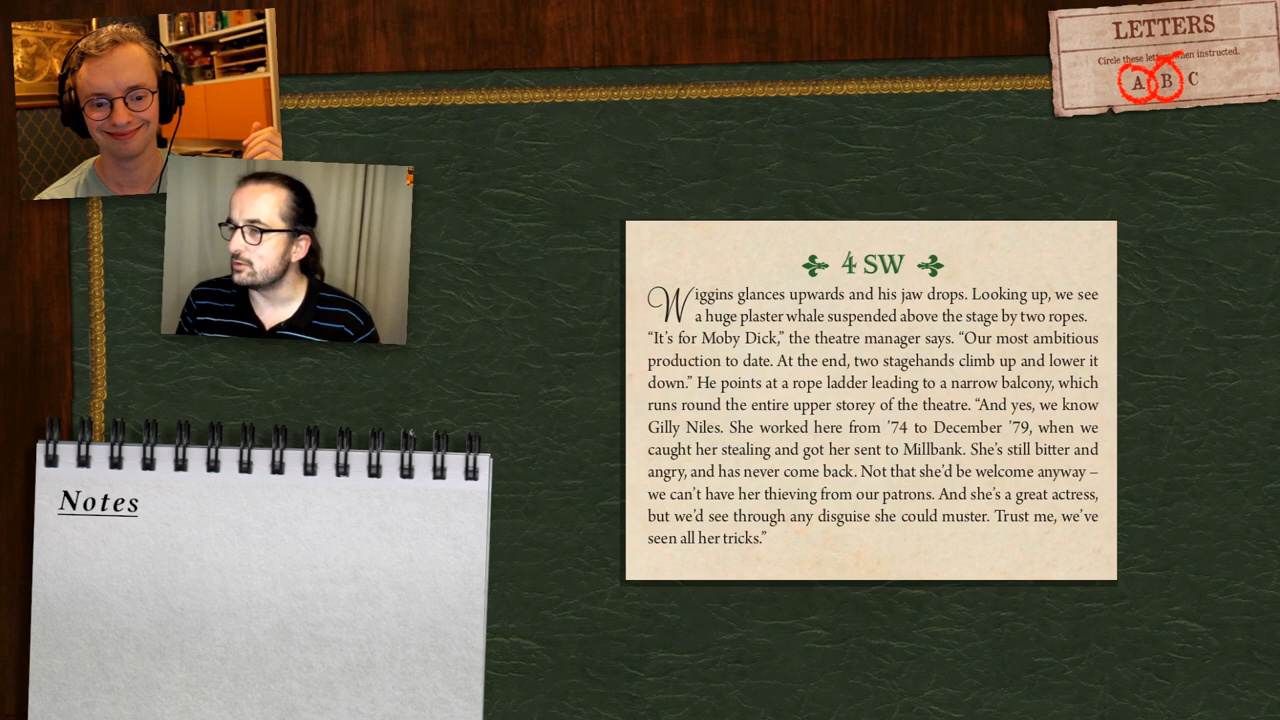 LETTERS
Circle these letters when instructed.
A B C
4 SW
Wiggins glances upwards and his jaw drops. Looking up, we see
a huge plaster whale suspended above the stage by two ropes.
“It’s for Moby Dick,” the theatre manager says. “Our most ambitious
production to date. At the end, two stagehands climb up and lower it
down.” He points at a rope ladder leading to a narrow balcony, which
runs round the entire upper storey of the theatre. “And yes, we know
Gilly Niles. She worked here from ’74 to December ’79, when we
caught her stealing and got her sent to Millbank. She’s still bitter and
angry, and has never come back. Not that she’d be welcome anyway –
we can’t have her thieving from our patrons. And she’s a great actress,
but we’d see through any disguise she could muster. Trust me, we’ve
seen all her tricks.”
Notes